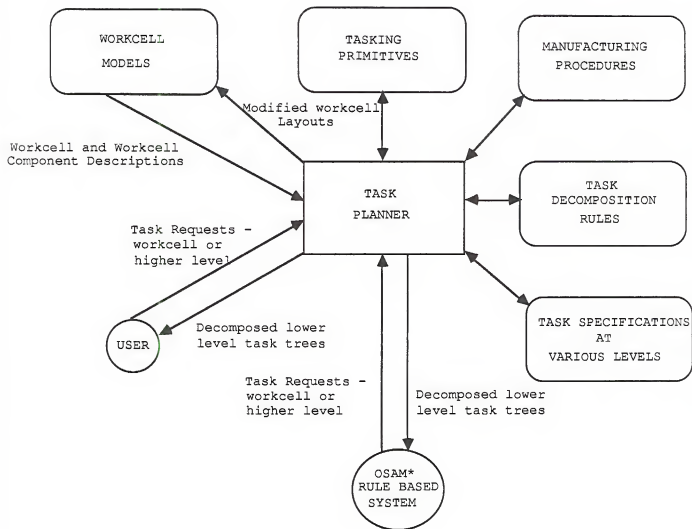 WORKCELL
MODELS
TASKING
PRIMITIVES
MANUFACTURING
PROCEDURES
Modified workcell
Layouts
Workcell and Workcell
Component Descriptions
TASK
PLANNER
TASK
DECOMPOSITION
RULES
Task Requests -
workcell or
higher level
USER
Decomposed lower
level task trees
TASK SPECIFICATIONS
AT
VARIOUS LEVELS
Task Requests -
workcell or
higher level
Decomposed lower
level task trees
OSAM*
RULE BASED
SYSTEM